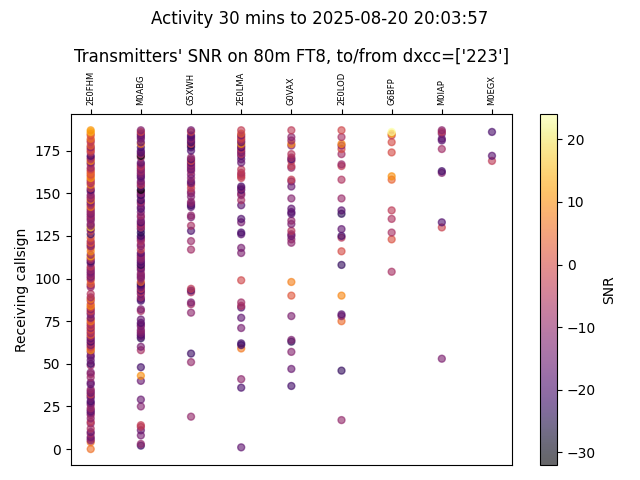 Activity 30 mins to 2025-08-20 20:03:57
Transmitters' SNR on 80m FT8, to/from dxcc=['223']
2E0FHM M0ABG G5XWH 2E0LMA G0VAX 2E0LOD G6BFP M0IAP M0EGX
175
150
125
100
75
50
25
0
Receiving callsign
20
10
0
−10
−20
−30
SNR